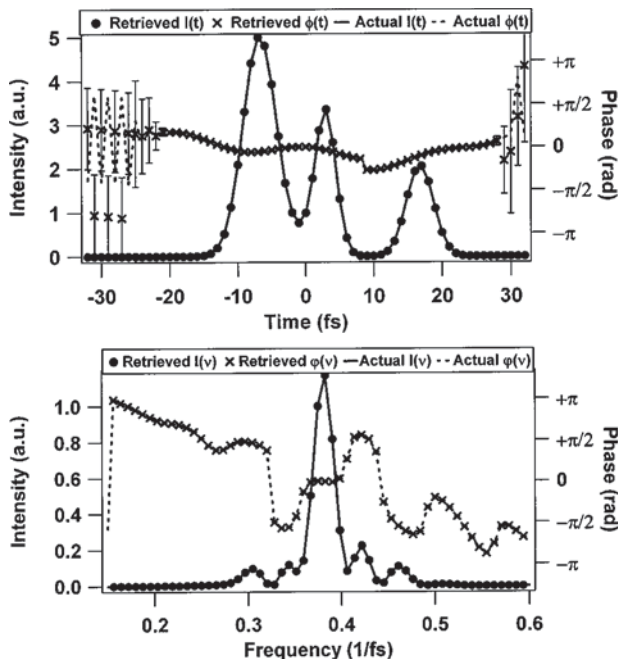 ● Retrieved I(t) × Retrieved ϕ(t) — Actual I(t) --- Actual ϕ(t)
Intensity (a.u.)
5
4
3
2
1
0
+π
+π/2
0
−π/2
−π
Phase (rad)
-30 -20 -10 0 10 20 30
Time (fs)
● Retrieved I(ν) × Retrieved φ(ν) — Actual I(ν) --- Actual φ(ν)
Intensity (a.u.)
1.0
0.8
0.6
0.4
0.2
0.0
+π
+π/2
0
−π/2
−π
Phase (rad)
0.2 0.3 0.4 0.5 0.6
Frequency (1/fs)